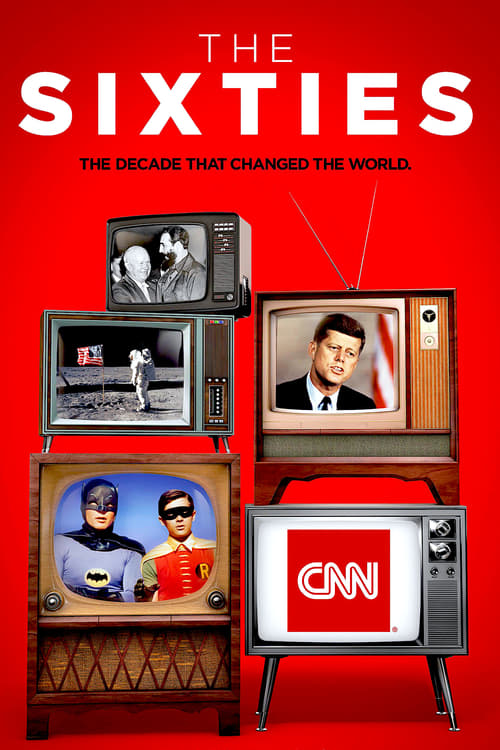 THE
SIXTIES
THE DECADE THAT CHANGED THE WORLD.
R
CNN
®